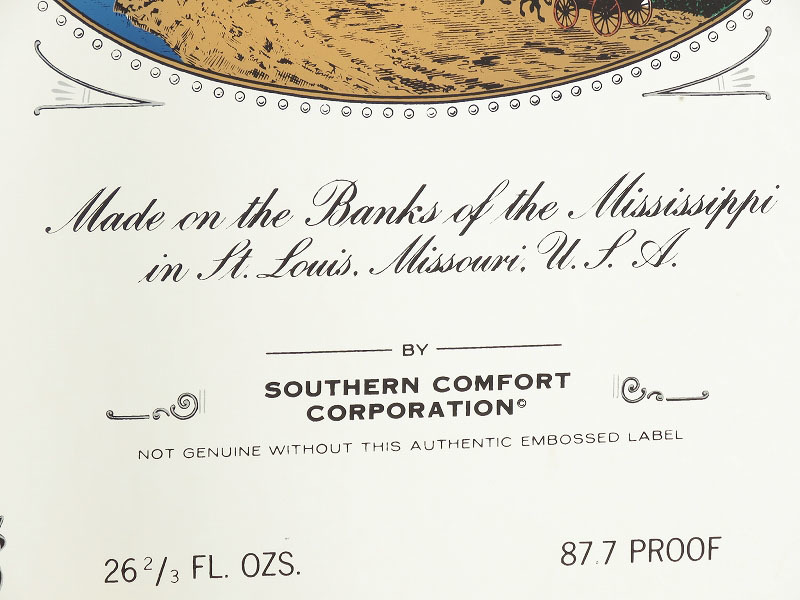 Made on the Banks of the Mississippi
in St. Louis, Missouri, U. S. A.
BY
SOUTHERN COMFORT
CORPORATION©
NOT GENUINE WITHOUT THIS AUTHENTIC EMBOSSED LABEL
26 2/3 FL. OZS.
87.7 PROOF